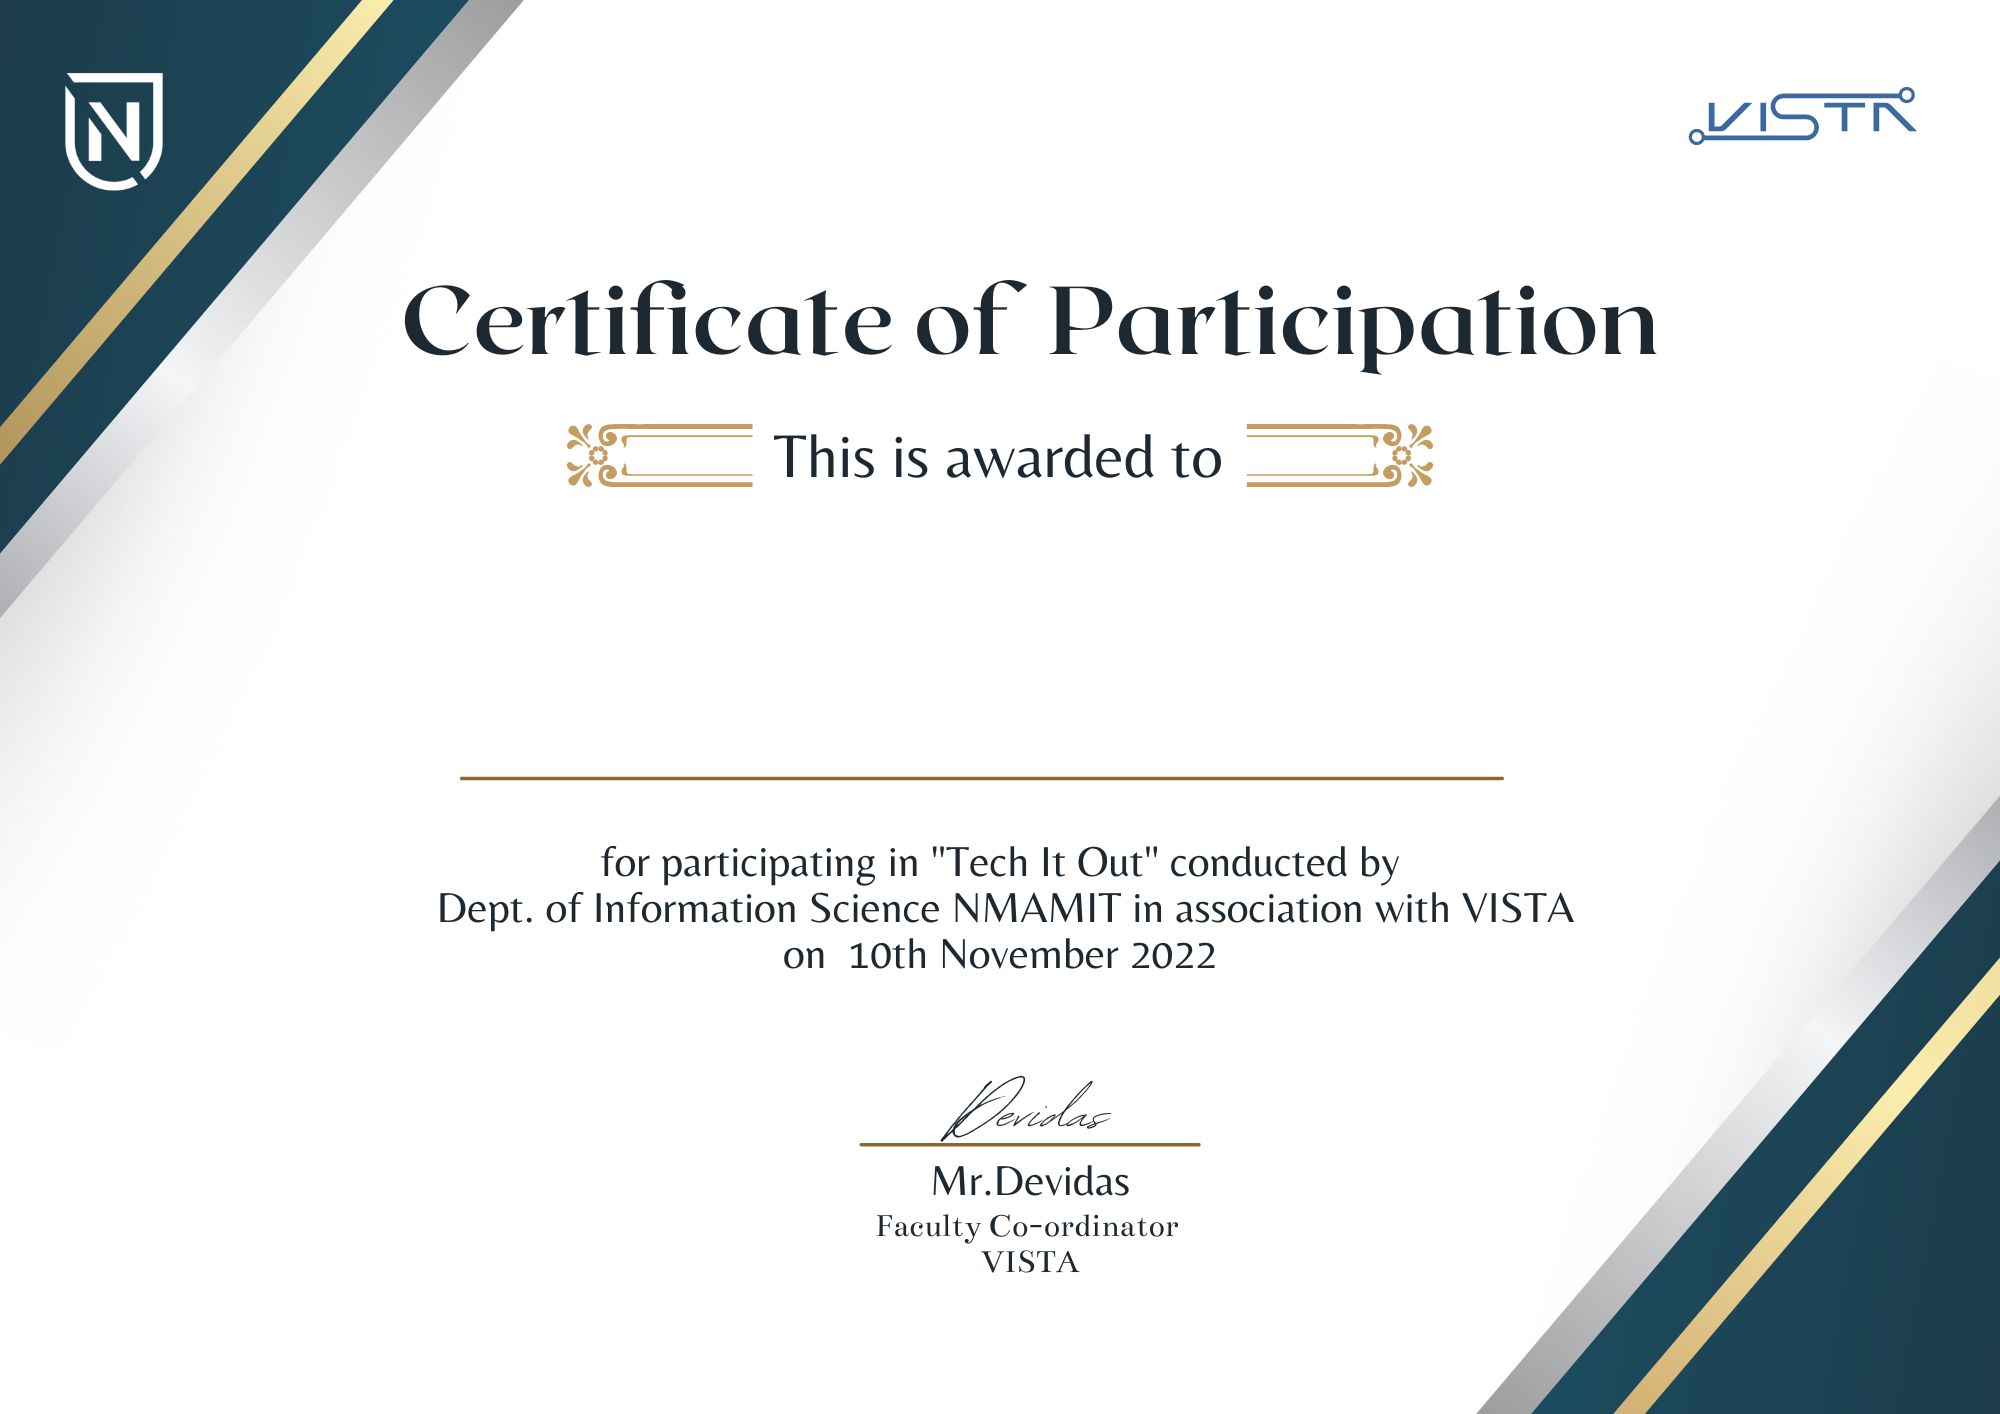 N
VISTA
Certificate of Participation
This is awarded to
for participating in "Tech It Out" conducted by
Dept. of Information Science NMAMIT in association with VISTA
on  10th November 2022
Devidas
Mr.Devidas
Faculty Co-ordinator
VISTA